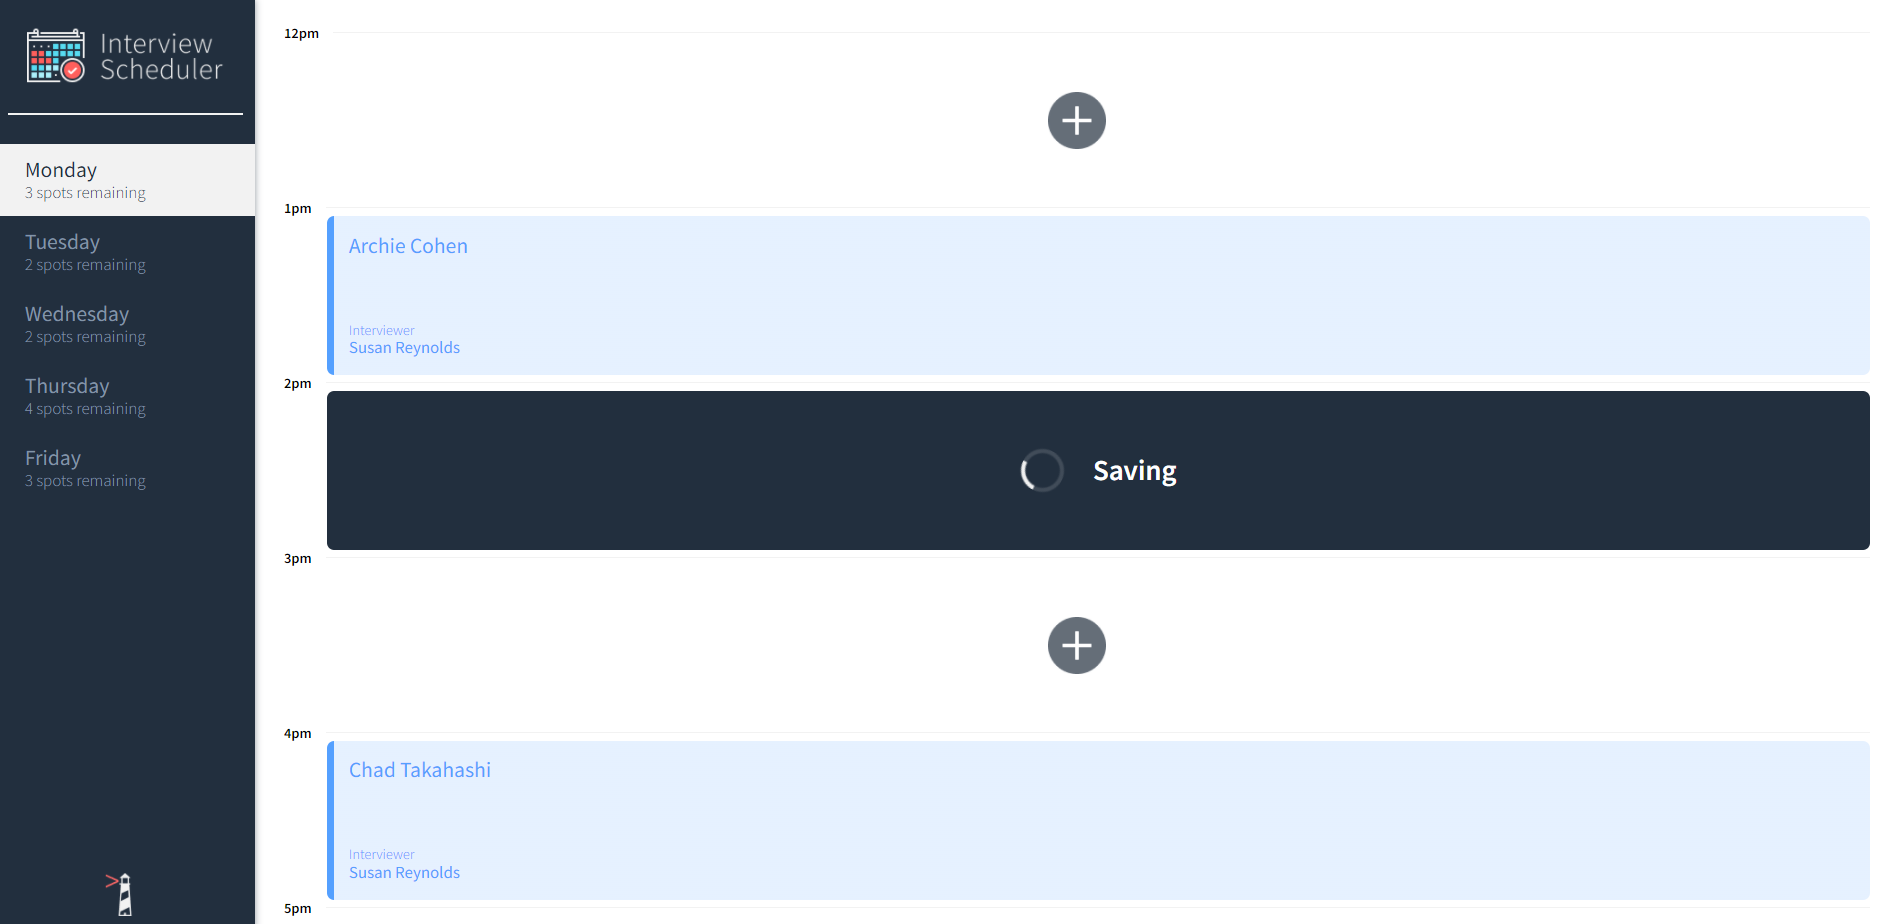 Interview
Scheduler
Monday
3 spots remaining
Tuesday
2 spots remaining
Wednesday
2 spots remaining
Thursday
4 spots remaining
Friday
3 spots remaining
12pm
1pm
Archie Cohen
Interviewer
Susan Reynolds
2pm
Saving
3pm
4pm
Chad Takahashi
Interviewer
Susan Reynolds
5pm